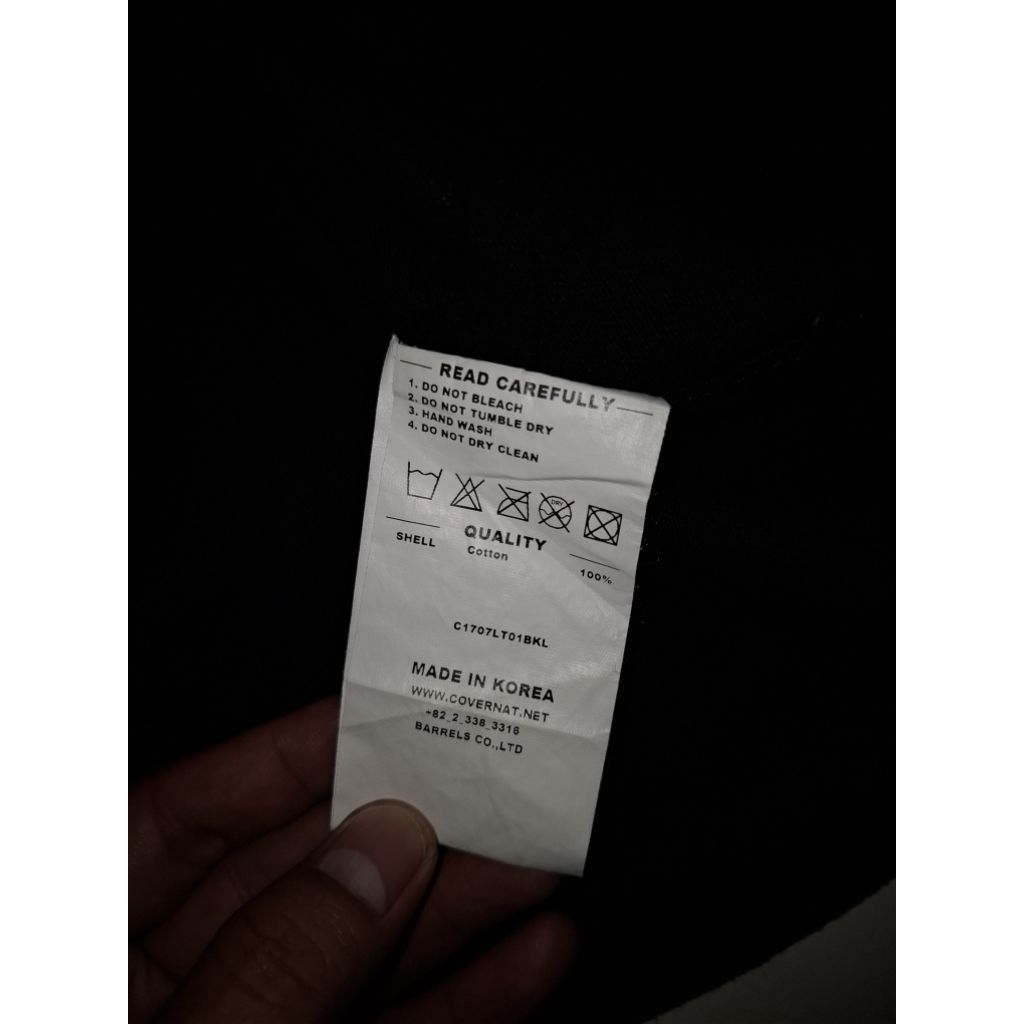 READ CAREFULLY
1. DO NOT BLEACH
2. DO NOT TUMBLE DRY
3. HAND WASH
4. DO NOT DRY CLEAN
DRY
QUALITY
SHELL Cotton 100%
C1707LT01BKL
MADE IN KOREA
WWW.COVERNAT.NET
+82_2_338_3316
BARRELS CO.,LTD